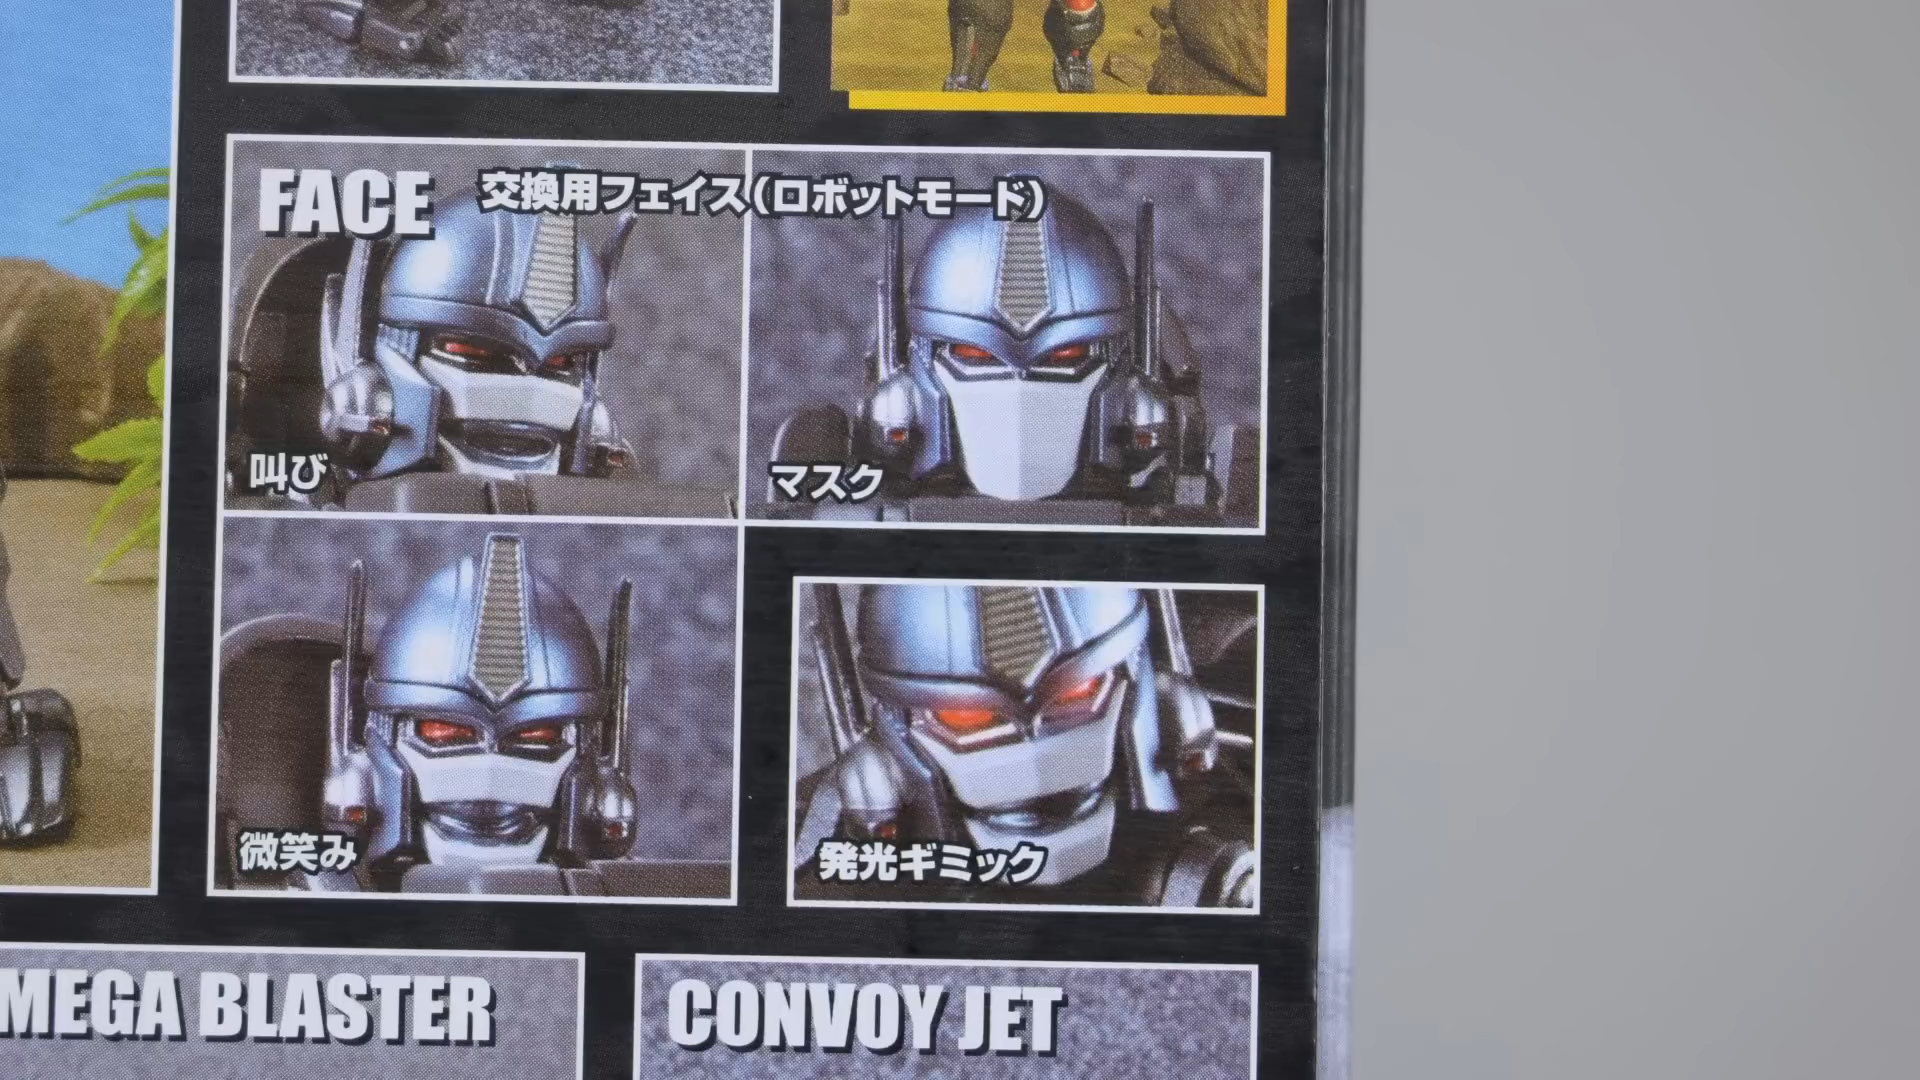 FACE 交換用フェイス(ロボットモード)
叫び
マスク
微笑み
発光ギミック
MEGA BLASTER
CONVOY JET